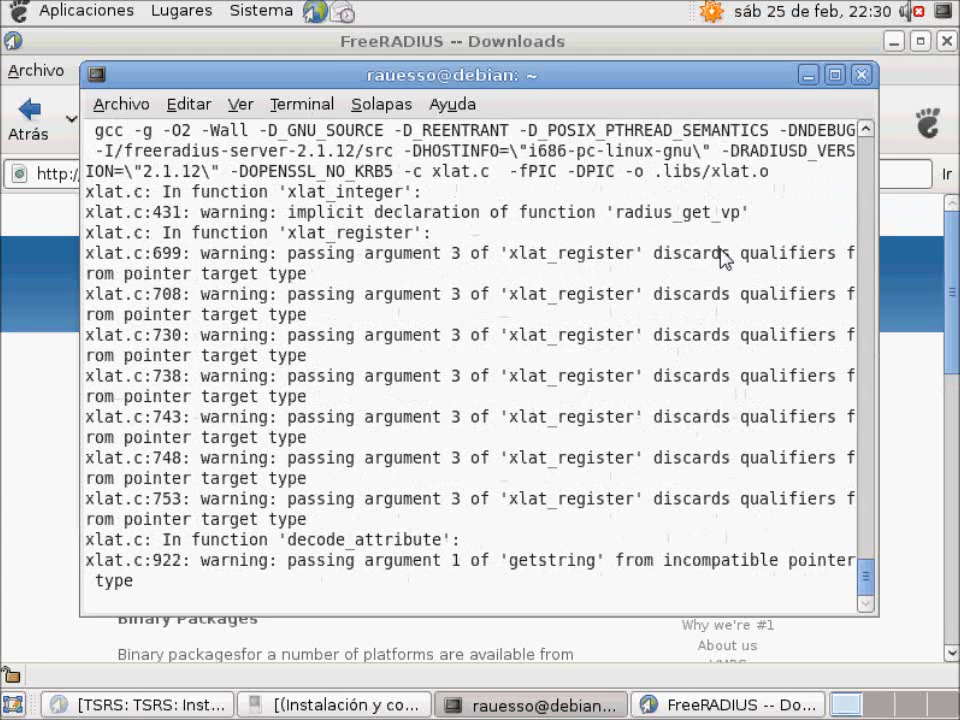 Aplicaciones Lugares Sistema sáb 25 de feb, 22:30
FreeRADIUS -- Downloads
Archivo
rauesso@debian: ~
Archivo Editar Ver Terminal Solapas Ayuda
Atrás
http:/
Ir
gcc -g -O2 -Wall -D_GNU_SOURCE -D_REENTRANT -D_POSIX_PTHREAD_SEMANTICS -DNDEBUG
-I/freeradius-server-2.1.12/src -DHOSTINFO=\"i686-pc-linux-gnu\" -DRADIUSD_VERS
ION=\"2.1.12\" -DOPENSSL_NO_KRB5 -c xlat.c  -fPIC -DPIC -o .libs/xlat.o
xlat.c: In function 'xlat_integer':
xlat.c:431: warning: implicit declaration of function 'radius_get_vp'
xlat.c: In function 'xlat_register':
xlat.c:699: warning: passing argument 3 of 'xlat_register' discards qualifiers f
rom pointer target type
xlat.c:708: warning: passing argument 3 of 'xlat_register' discards qualifiers f
rom pointer target type
xlat.c:730: warning: passing argument 3 of 'xlat_register' discards qualifiers f
rom pointer target type
xlat.c:738: warning: passing argument 3 of 'xlat_register' discards qualifiers f
rom pointer target type
xlat.c:743: warning: passing argument 3 of 'xlat_register' discards qualifiers f
rom pointer target type
xlat.c:748: warning: passing argument 3 of 'xlat_register' discards qualifiers f
rom pointer target type
xlat.c:753: warning: passing argument 3 of 'xlat_register' discards qualifiers f
rom pointer target type
xlat.c: In function 'decode_attribute':
xlat.c:922: warning: passing argument 1 of 'getstring' from incompatible pointer
type
Binary Packages
Why we're #1
About us
Binary packagesfor a number of platforms are available from
[TSRS: TSRS: Inst... [(Instalación y co... rauesso@debian... FreeRADIUS -- Do...